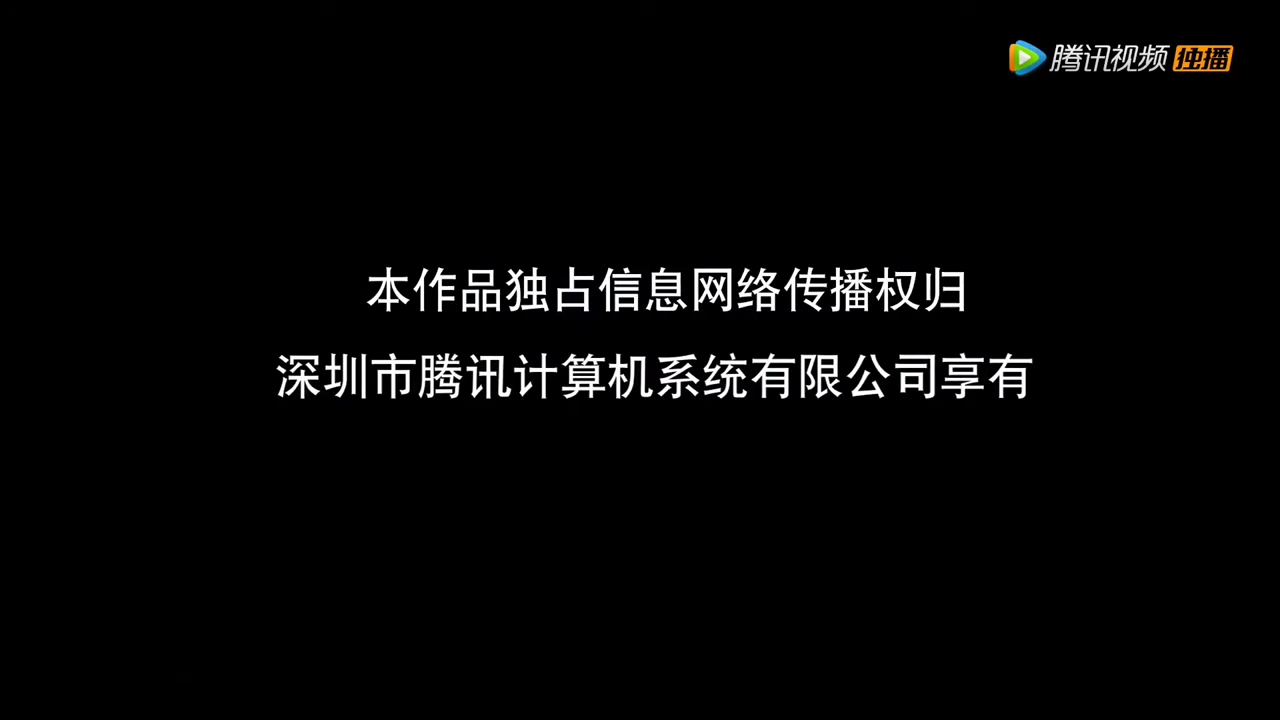 腾讯视频 独播
本作品独占信息网络传播权归
深圳市腾讯计算机系统有限公司享有